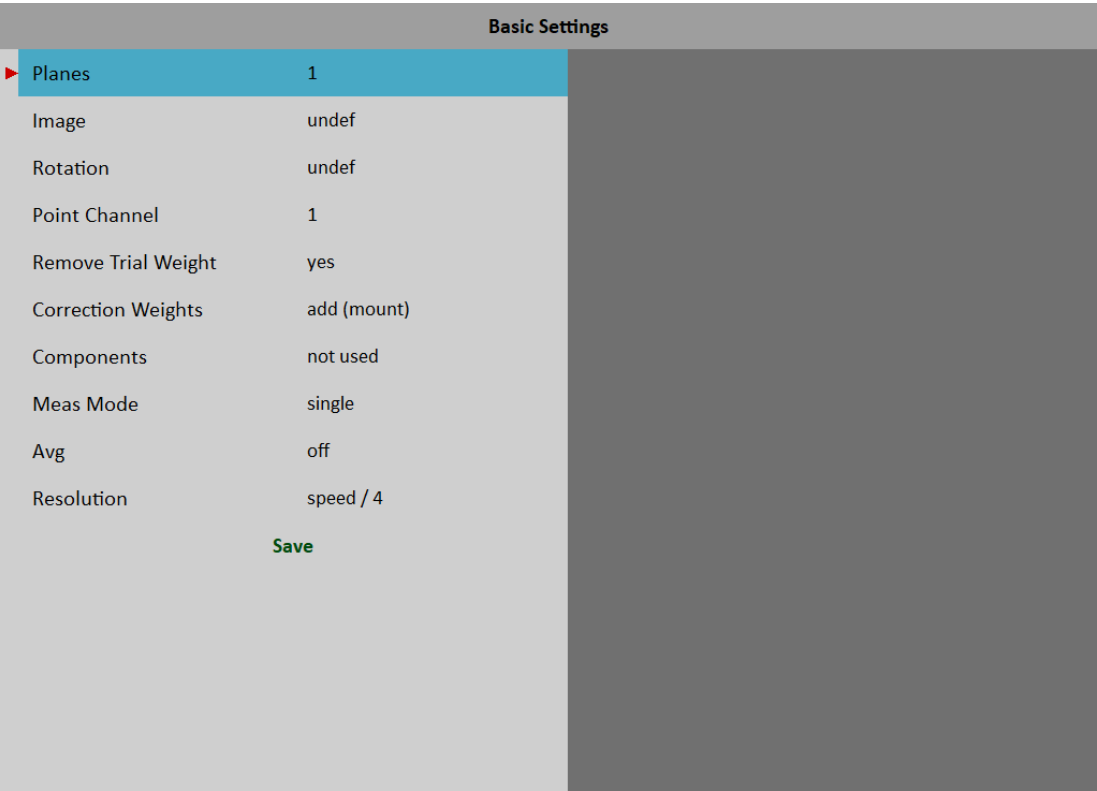 Basic Settings
Planes 1
Image undef
Rotation undef
Point Channel 1
Remove Trial Weight yes
Correction Weights add (mount)
Components not used
Meas Mode single
Avg off
Resolution speed / 4
Save